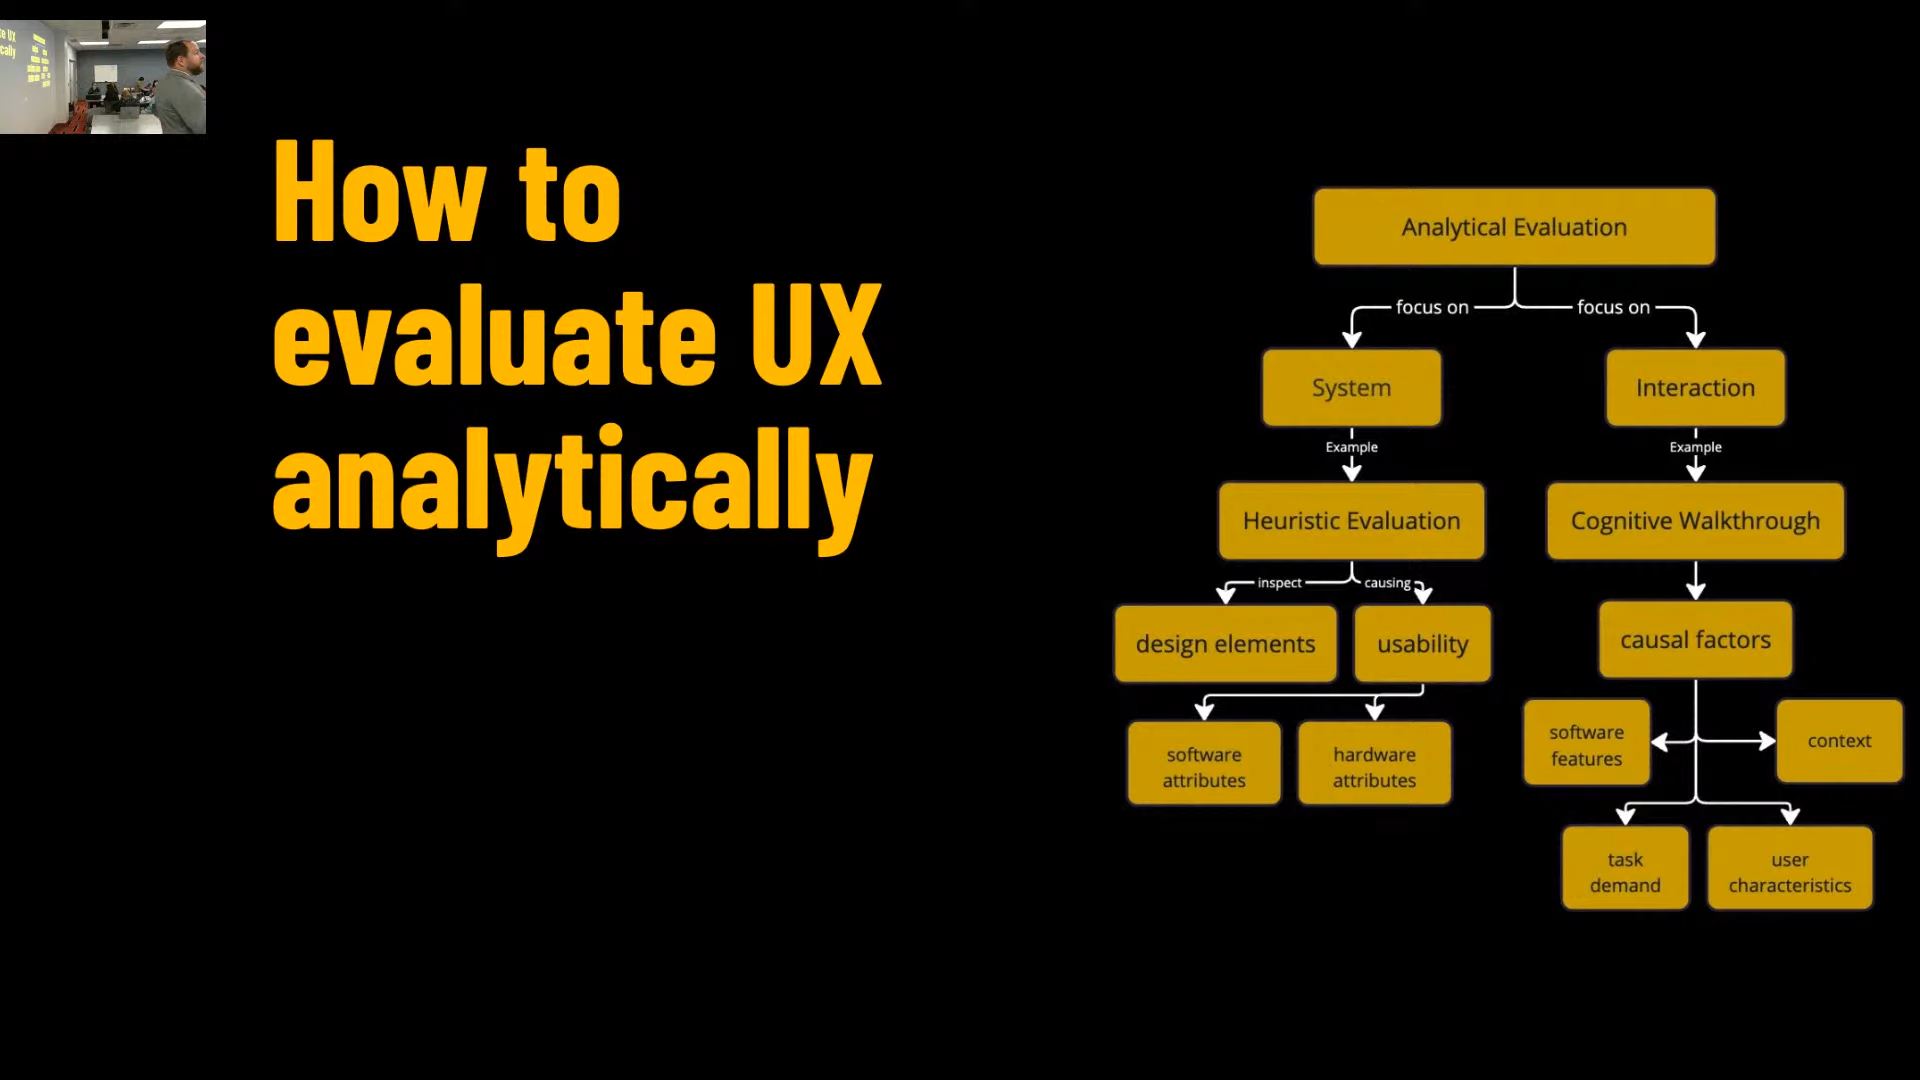 How to
evaluate UX
analytically
Analytical Evaluation
focus on
focus on
System
Interaction
Example
Example
Heuristic Evaluation
Cognitive Walkthrough
inspect
causing
design elements
usability
causal factors
software
attributes
hardware
attributes
software
features
context
task
demand
user
characteristics